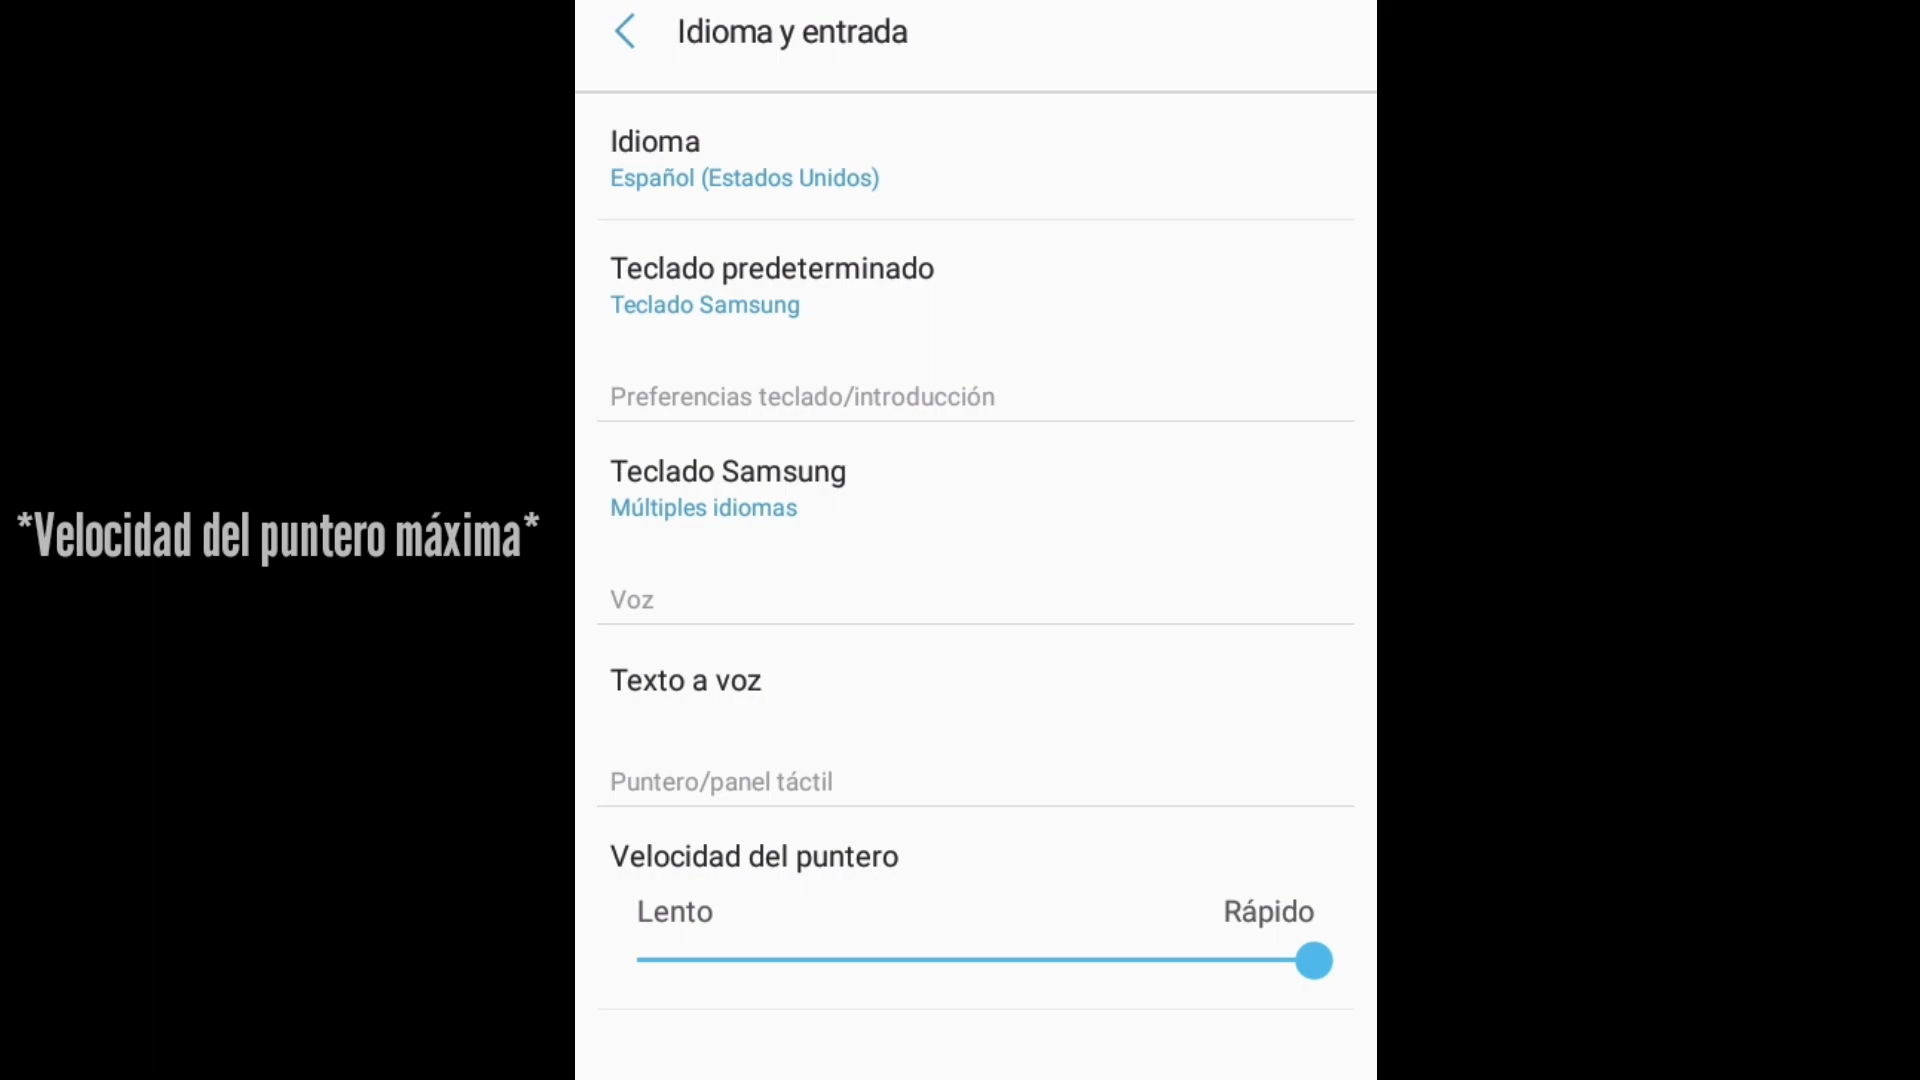 Idioma y entrada
Idioma
Español (Estados Unidos)
Teclado predeterminado
Teclado Samsung
Preferencias teclado/introducción
Teclado Samsung
Múltiples idiomas
*Velocidad del puntero máxima*
Voz
Texto a voz
Puntero/panel táctil
Velocidad del puntero
Lento Rápido